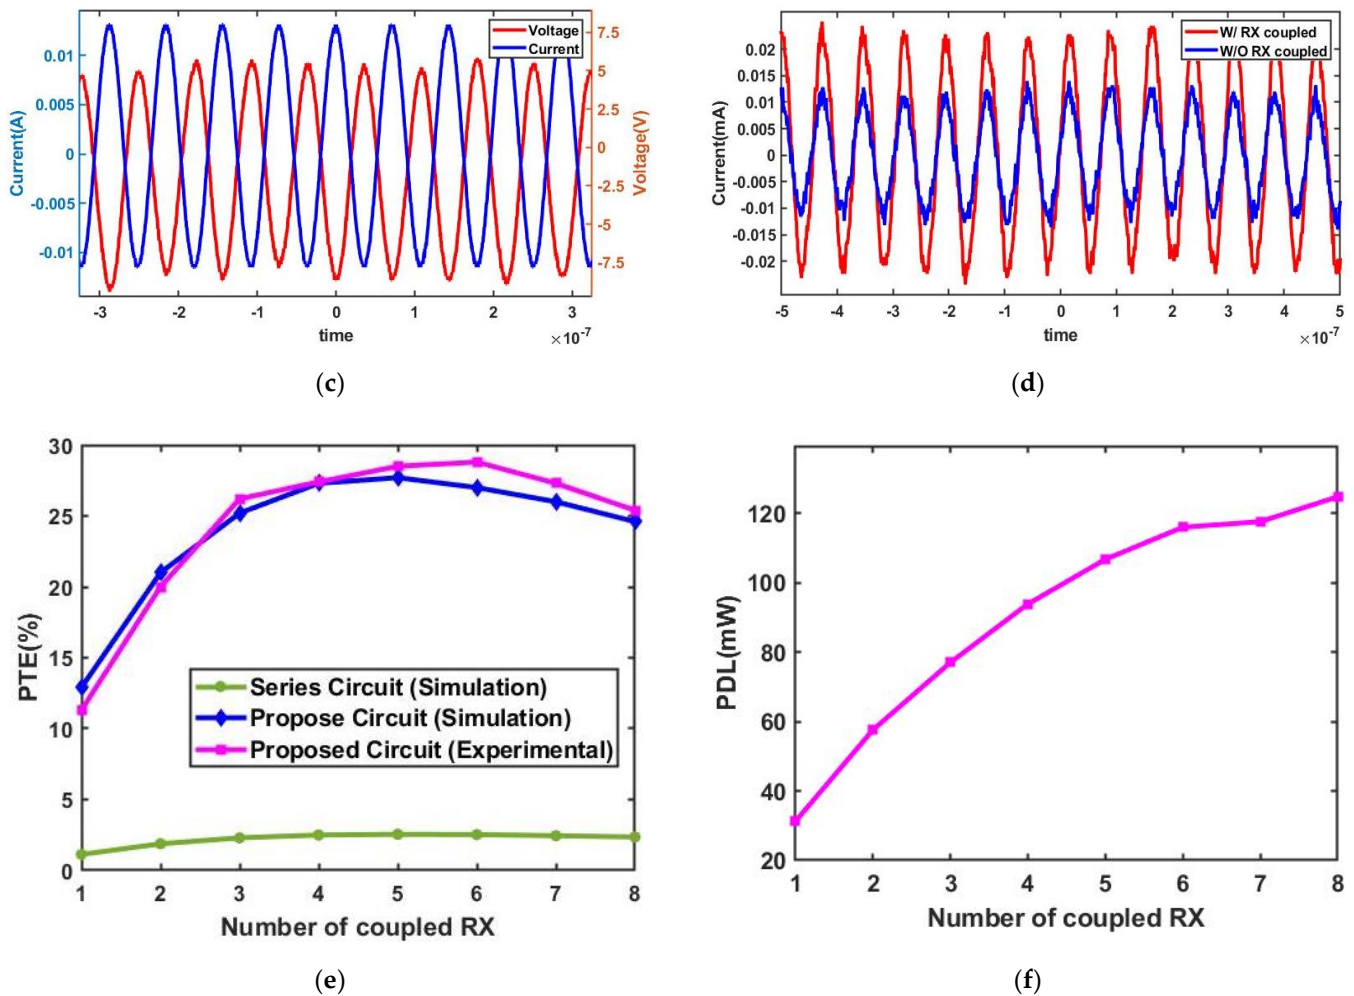 Voltage
Current
0.01
0.005
0
-0.005
-0.01
Current(A)
7.5
5
2.5
0
-2.5
-5
-7.5
Voltage(V)
-3 -2 -1 0 1 2 3
time
×10-7
(c)
W/ RX coupled
W/O RX coupled
0.02
0.015
0.01
0.005
0
-0.005
-0.01
-0.015
-0.02
Current(mA)
-5 -4 -3 -2 -1 0 1 2 3 4 5
time
×10-7
(d)
30
25
20
15
10
5
0
PTE(%)
Series Circuit (Simulation)
Propose Circuit (Simulation)
Proposed Circuit (Experimental)
1 2 3 4 5 6 7 8
Number of coupled RX
(e)
120
100
80
60
40
20
PDL(mW)
1 2 3 4 5 6 7 8
Number of coupled RX
(f)